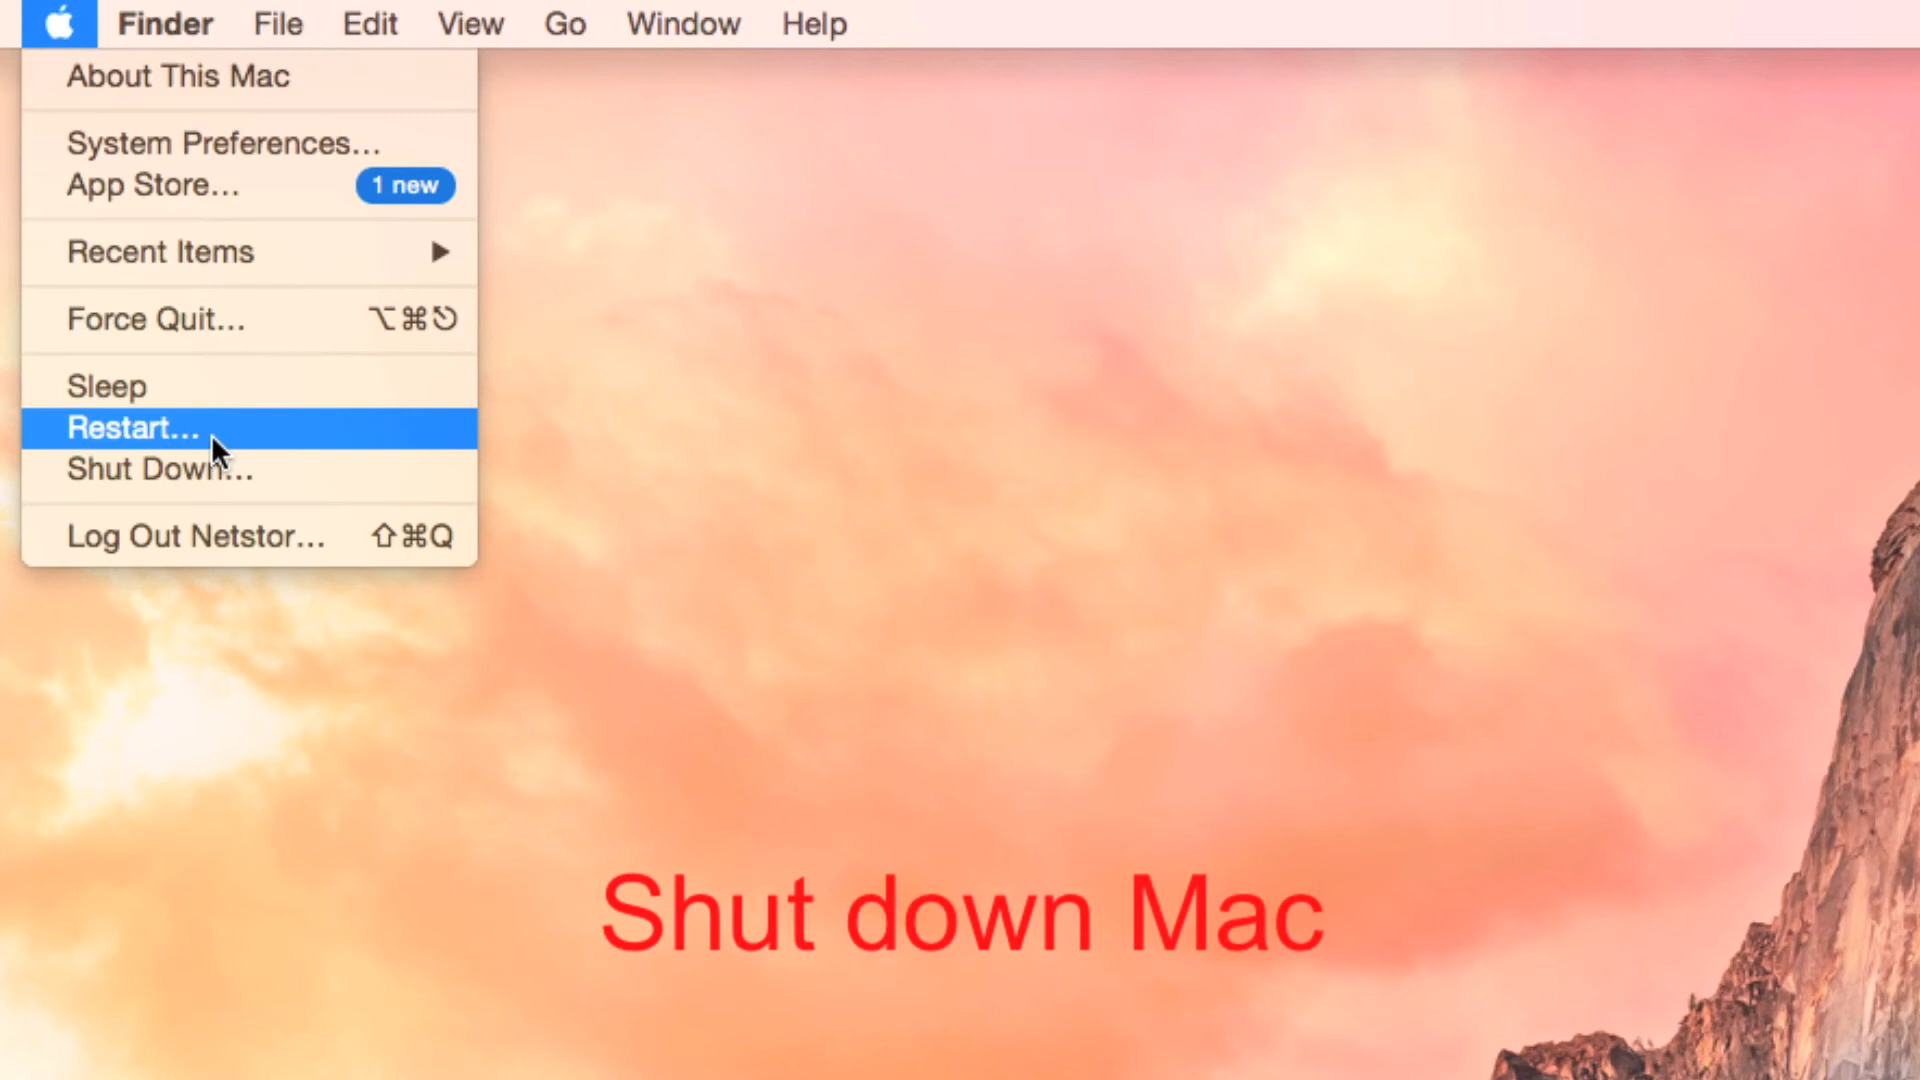 Finder File Edit View Go Window Help
About This Mac
System Preferences...
App Store... 1 new
Recent Items ▶
Force Quit... ⌥⌘⎋
Sleep
Restart...
Shut Down...
Log Out Netstor... ⇧⌘Q
Shut down Mac